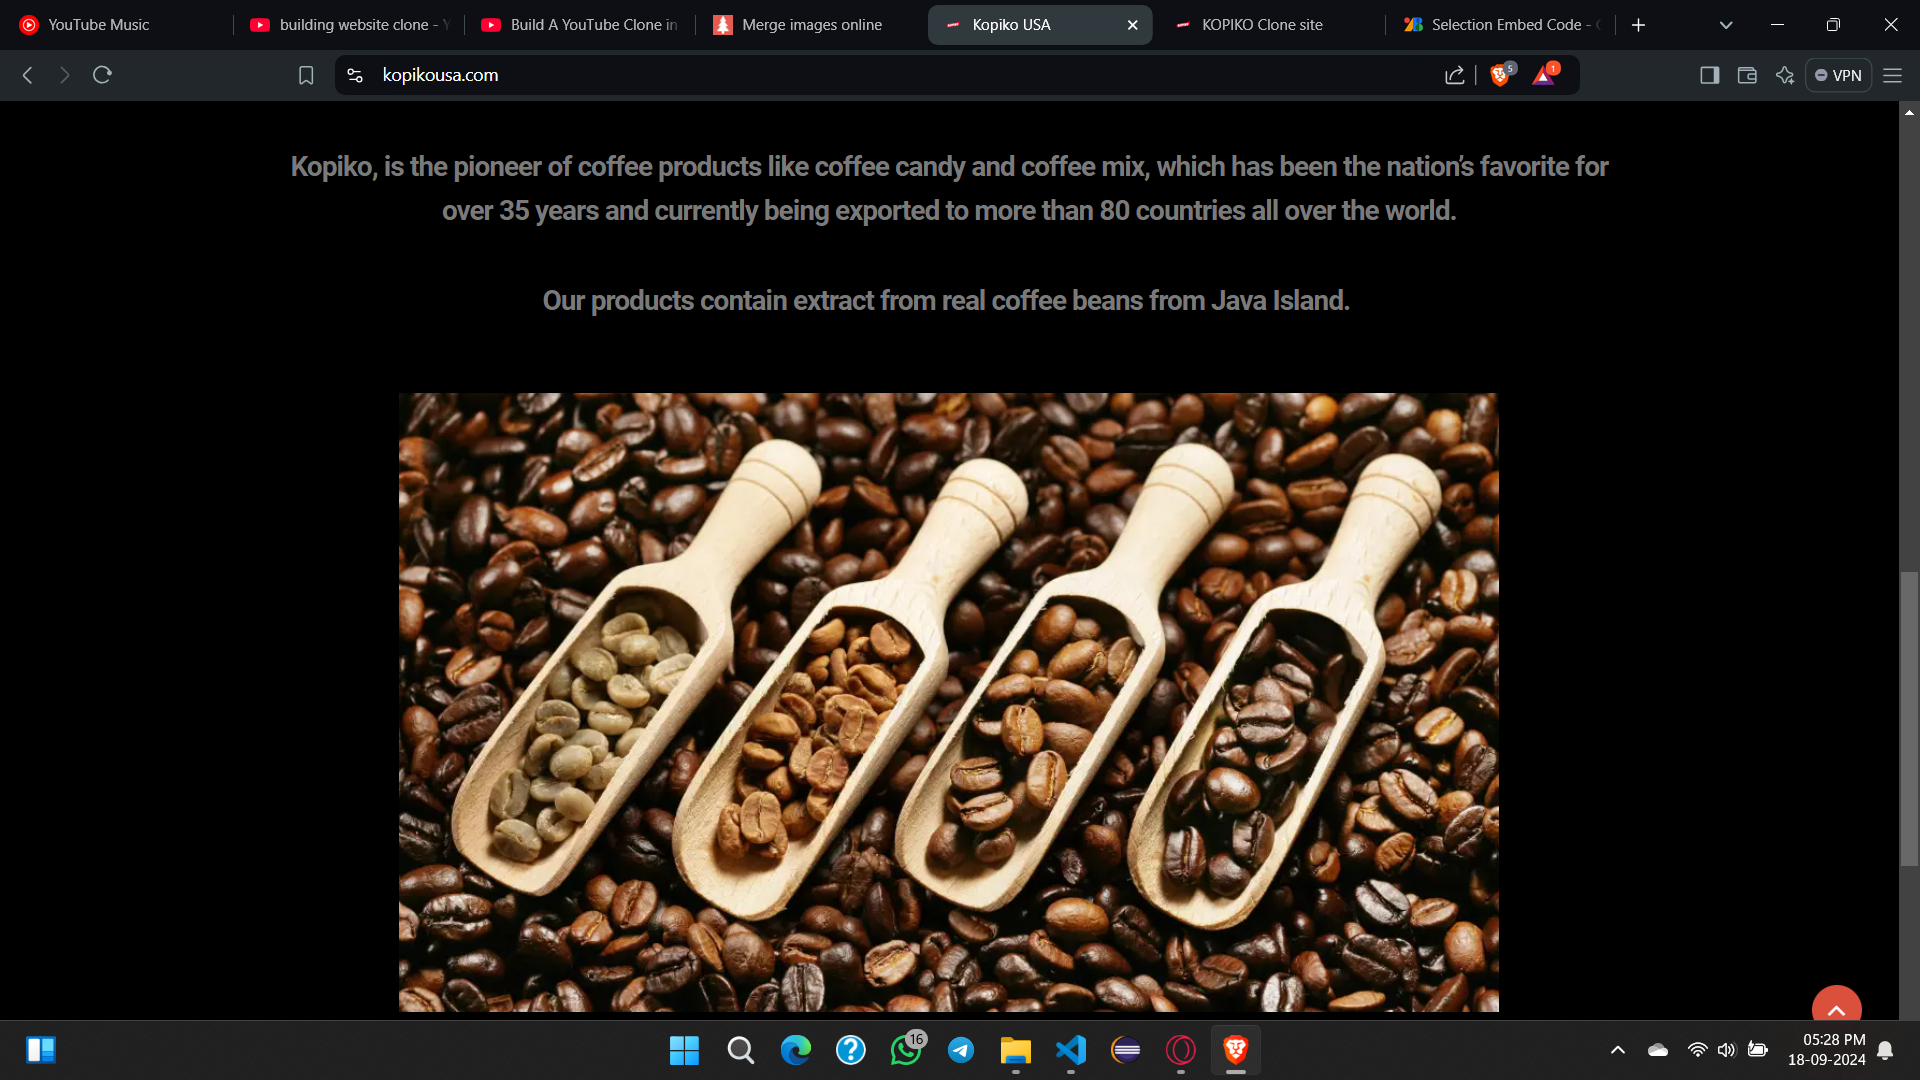 YouTube Music
building website clone - Y
Build A YouTube Clone in
Merge images online
Kopiko USA
KOPIKO Clone site
Selection Embed Code -
kopikousa.com
5
1
VPN
Kopiko, is the pioneer of coffee products like coffee candy and coffee mix, which has been the nation’s favorite for
over 35 years and currently being exported to more than 80 countries all over the world.
Our products contain extract from real coffee beans from Java Island.
16
05:28 PM
18-09-2024